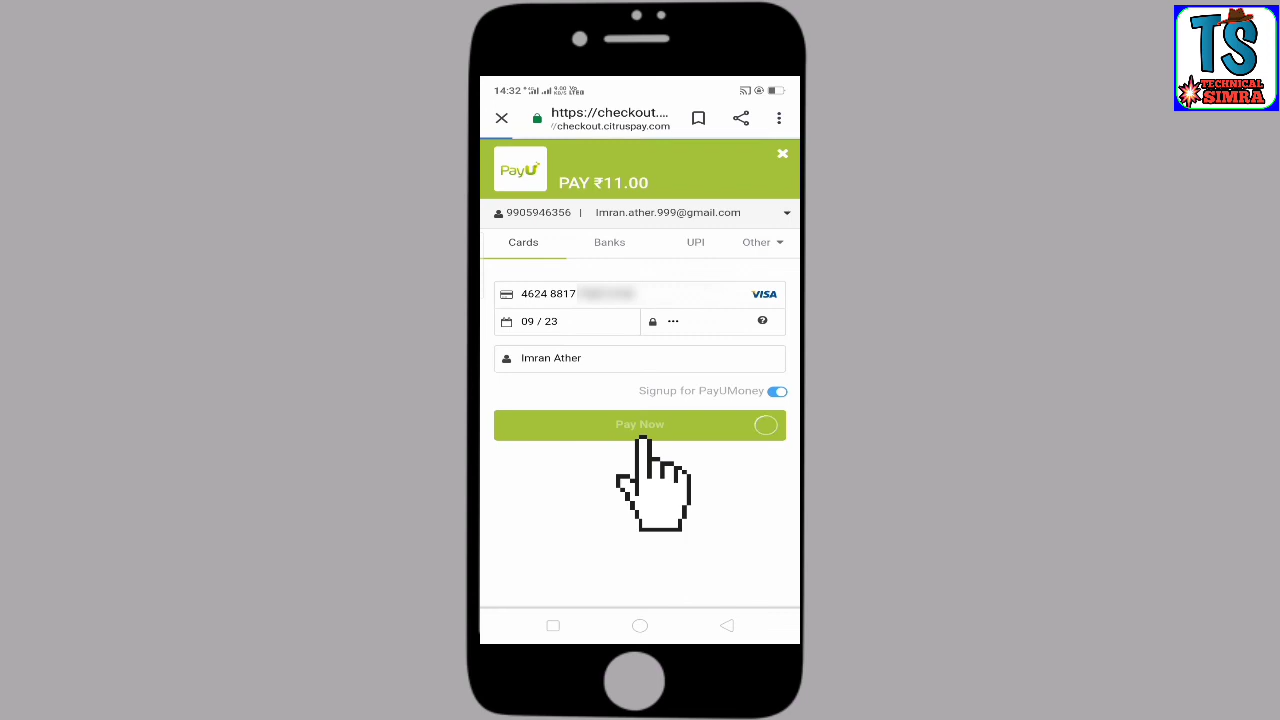 TS
TECHNICAL
SIMRA
14:32
https://checkout....
//checkout.citruspay.com
PayU
PAY ₹11.00
9905946356 | Imran.ather.999@gmail.com
Cards Banks UPI Other
4624 8817 VISA
09 / 23 •••
Imran Ather
Signup for PayUMoney
Pay Now